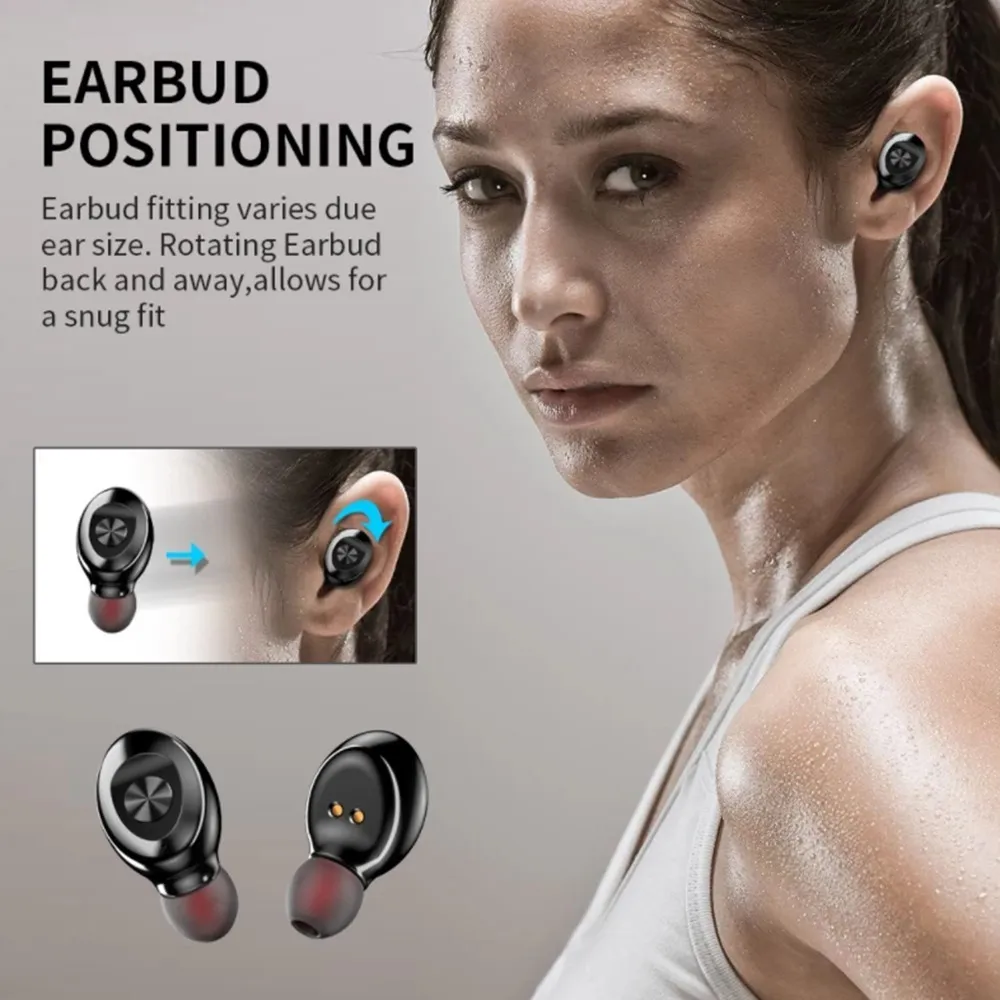 EARBUD
POSITIONING
Earbud fitting varies due
ear size. Rotating Earbud
back and away,allows for
a snug fit